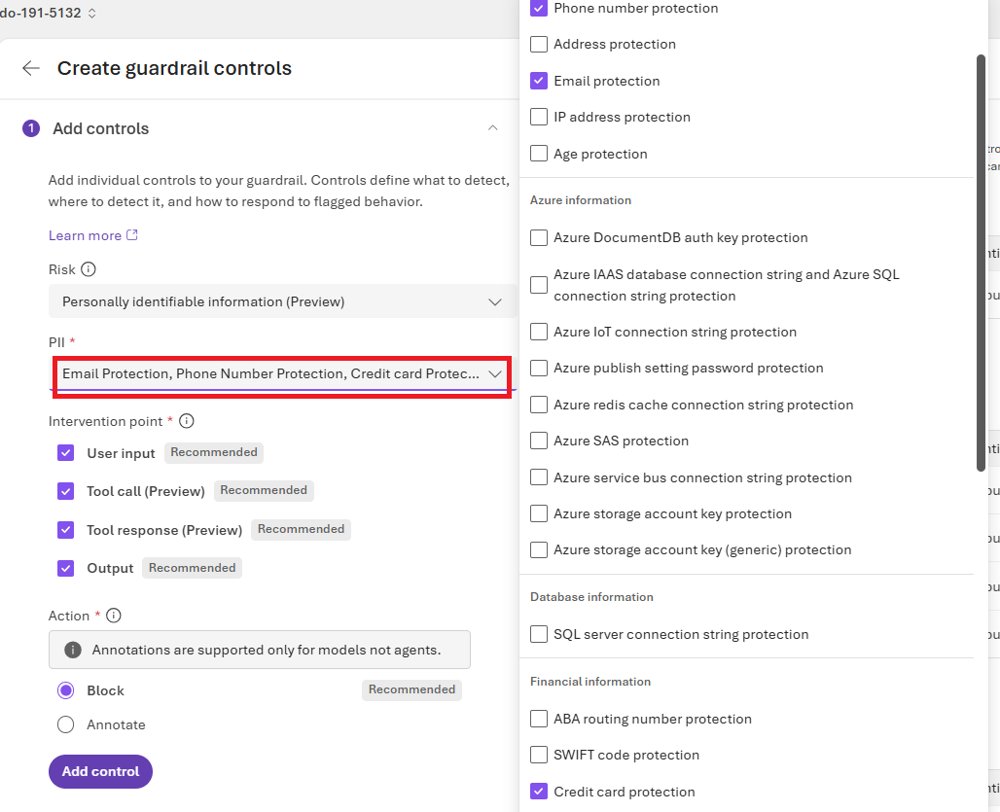 do-191-5132
Create guardrail controls
1 Add controls
Add individual controls to your guardrail. Controls define what to detect,
where to detect it, and how to respond to flagged behavior.
Learn more
Risk
Personally identifiable information (Preview)
PII *
Email Protection, Phone Number Protection, Credit card Protec...
Intervention point *
User input Recommended
Tool call (Preview) Recommended
Tool response (Preview) Recommended
Output Recommended
Action *
Annotations are supported only for models not agents.
Block Recommended
Annotate
Add control
Phone number protection
Address protection
Email protection
IP address protection
Age protection
Azure information
Azure DocumentDB auth key protection
Azure IAAS database connection string and Azure SQL
connection string protection
Azure IoT connection string protection
Azure publish setting password protection
Azure redis cache connection string protection
Azure SAS protection
Azure service bus connection string protection
Azure storage account key protection
Azure storage account key (generic) protection
Database information
SQL server connection string protection
Financial information
ABA routing number protection
SWIFT code protection
Credit card protection